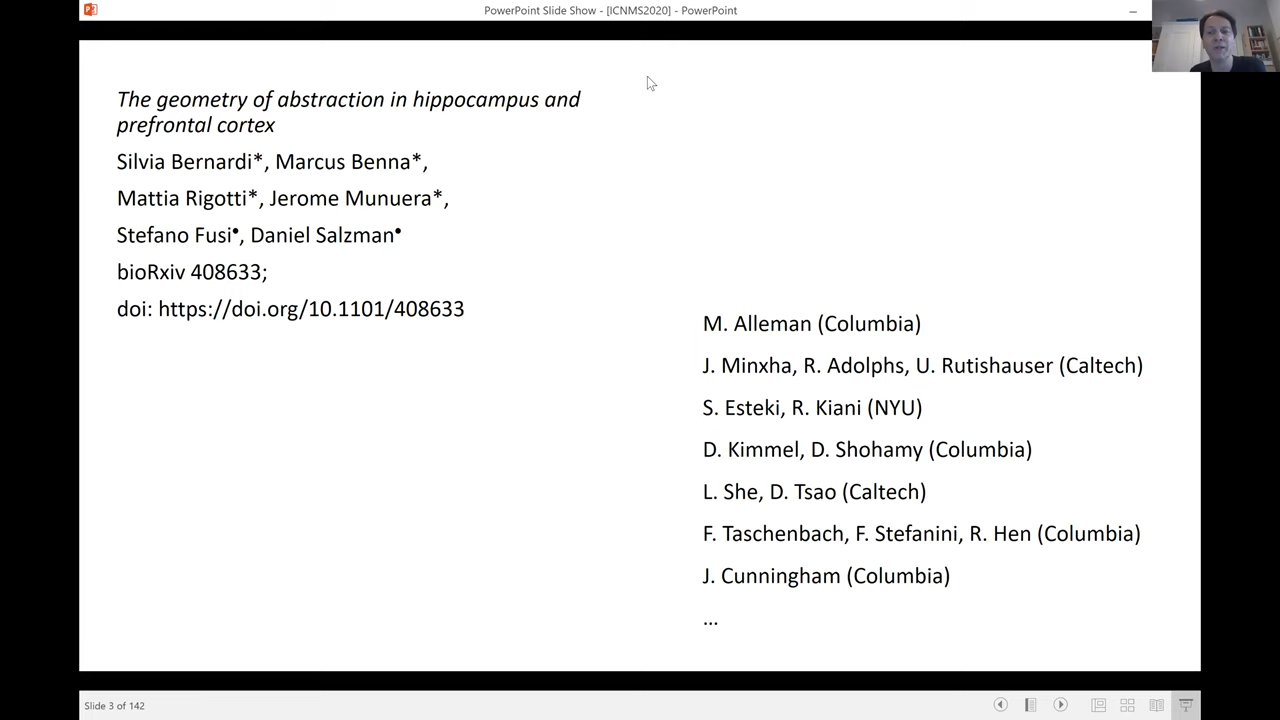 PowerPoint Slide Show - [ICNMS2020] - PowerPoint
The geometry of abstraction in hippocampus and
prefrontal cortex
Silvia Bernardi*, Marcus Benna*,
Mattia Rigotti*, Jerome Munuera*,
Stefano Fusi•, Daniel Salzman•
bioRxiv 408633;
doi: https://doi.org/10.1101/408633
M. Alleman (Columbia)
J. Minxha, R. Adolphs, U. Rutishauser (Caltech)
S. Esteki, R. Kiani (NYU)
D. Kimmel, D. Shohamy (Columbia)
L. She, D. Tsao (Caltech)
F. Taschenbach, F. Stefanini, R. Hen (Columbia)
J. Cunningham (Columbia)
...
Slide 3 of 142